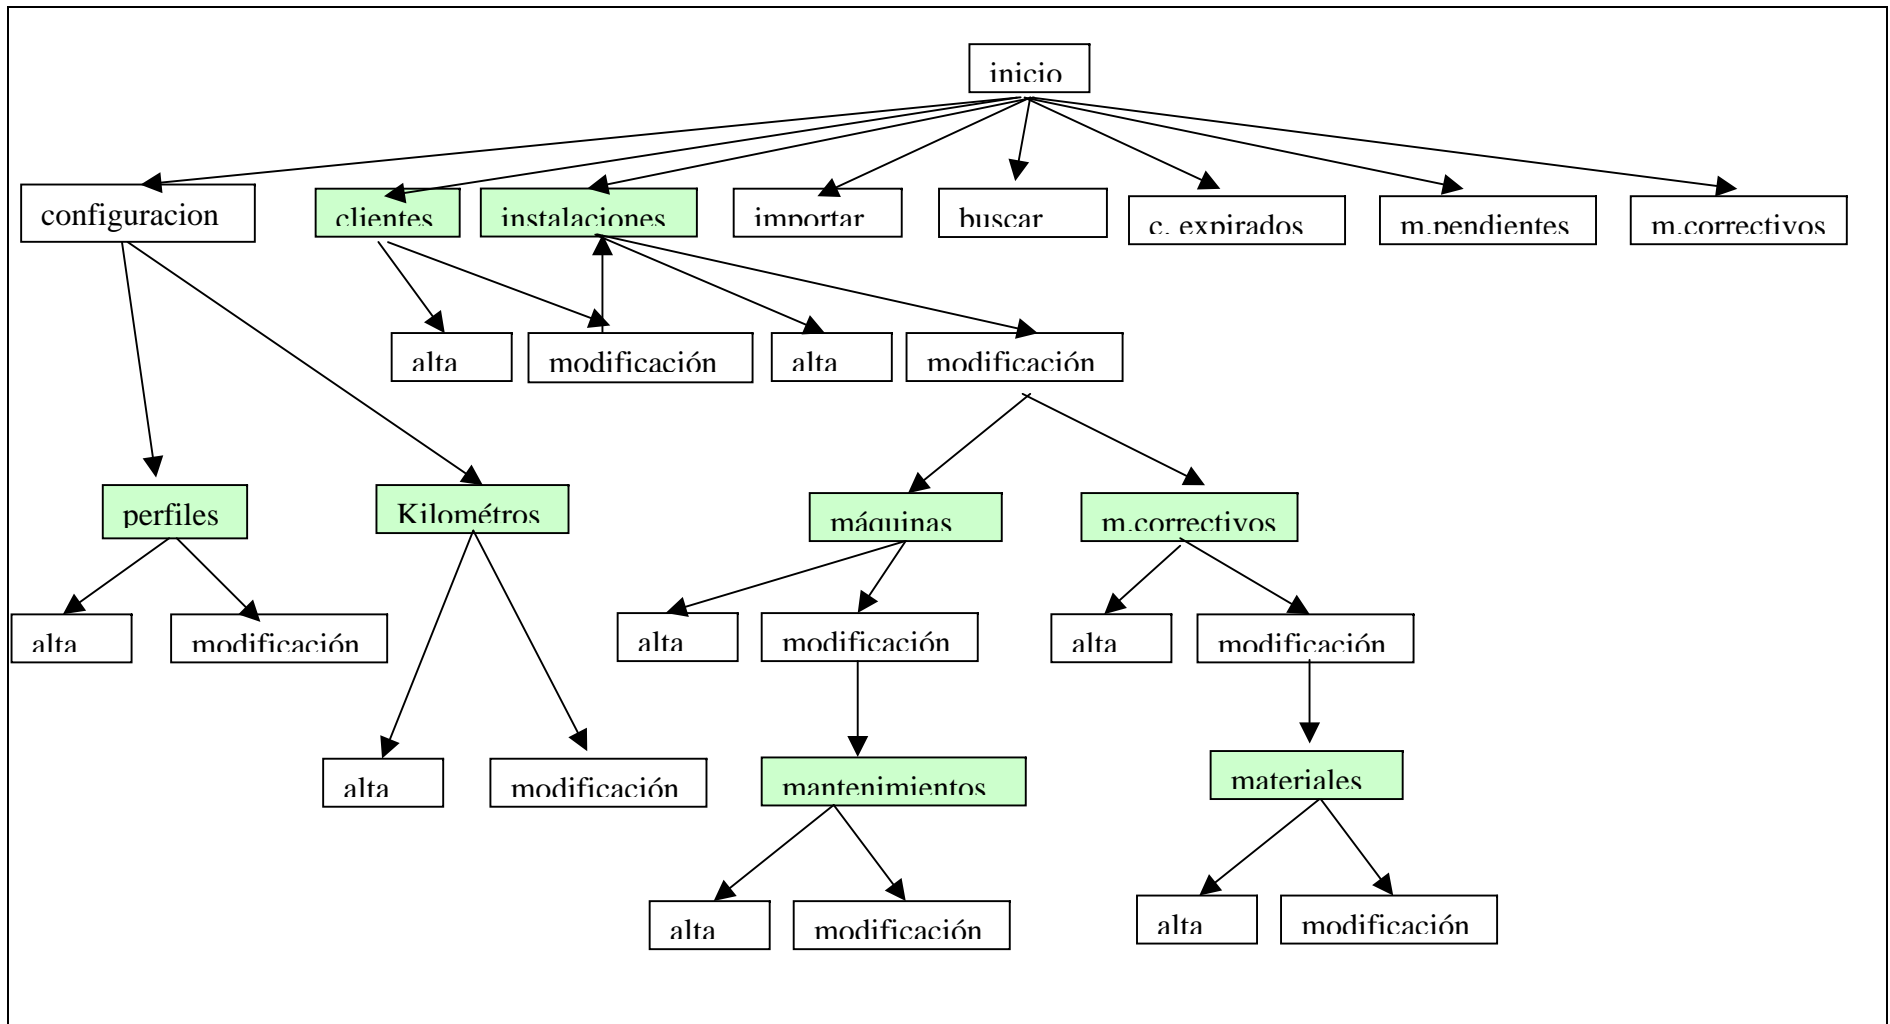 inicio
configuracion
clientes
instalaciones
importar
buscar
c. expirados
m.pendientes
m.correctivos
alta
modificación
alta
modificación
perfiles
Kilométros
máquinas
m.correctivos
alta
modificación
alta
modificación
alta
modificación
alta
modificación
mantenimientos
materiales
alta
modificación
alta
modificación